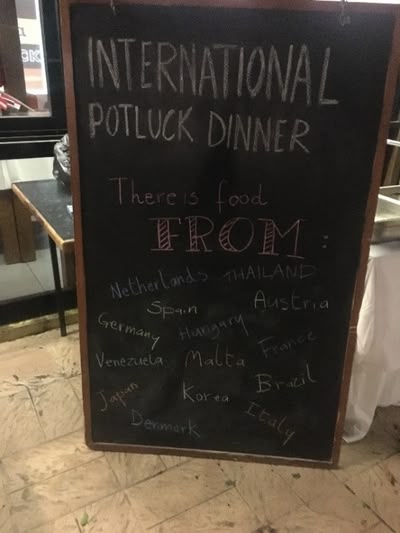 INTERNATIONAL
POTLUCK DINNER
There is food
FROM:
Netherlands THAILAND
Spain Austria
Germany Hungary France
Venezuela Malta
Japan Korea Brazil
Denmark Italy